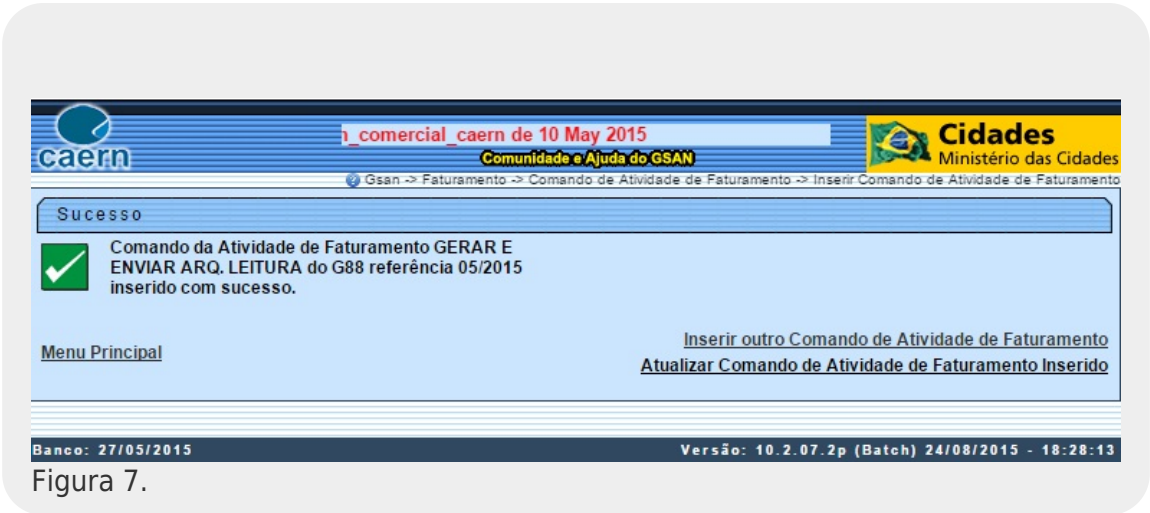 caern
_comercial_caern de 10 May 2015
Comunidade e Ajuda do GSAN
Cidades
Ministério das Cidades
Gsan -> Faturamento -> Comando de Atividade de Faturamento -> Inserir Comando de Atividade de Faturamento
Sucesso
Comando da Atividade de Faturamento GERAR E
ENVIAR ARQ. LEITURA do G88 referência 05/2015
inserido com sucesso.
Menu Principal
Inserir outro Comando de Atividade de Faturamento
Atualizar Comando de Atividade de Faturamento Inserido
Banco: 27/05/2015
Versão: 10.2.07.2p (Batch) 24/08/2015 - 18:28:13
Figura 7.